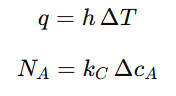 q = h ΔT
N_A = k_C Δc_A